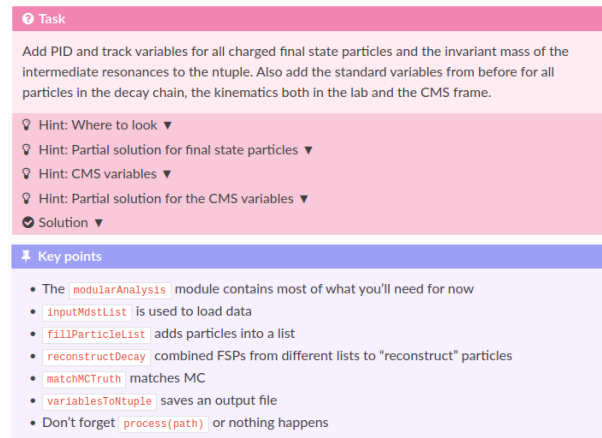 Task
Add PID and track variables for all charged final state particles and the invariant mass of the
intermediate resonances to the ntuple. Also add the standard variables from before for all
particles in the decay chain, the kinematics both in the lab and the CMS frame.
Hint: Where to look ▼
Hint: Partial solution for final state particles ▼
Hint: CMS variables ▼
Hint: Partial solution for the CMS variables ▼
Solution ▼
Key points
• The modularAnalysis module contains most of what you'll need for now
• inputMdstList is used to load data
• fillParticleList adds particles into a list
• reconstructDecay combined FSPs from different lists to “reconstruct” particles
• matchMCTruth matches MC
• variablesToNtuple saves an output file
• Don't forget process(path) or nothing happens